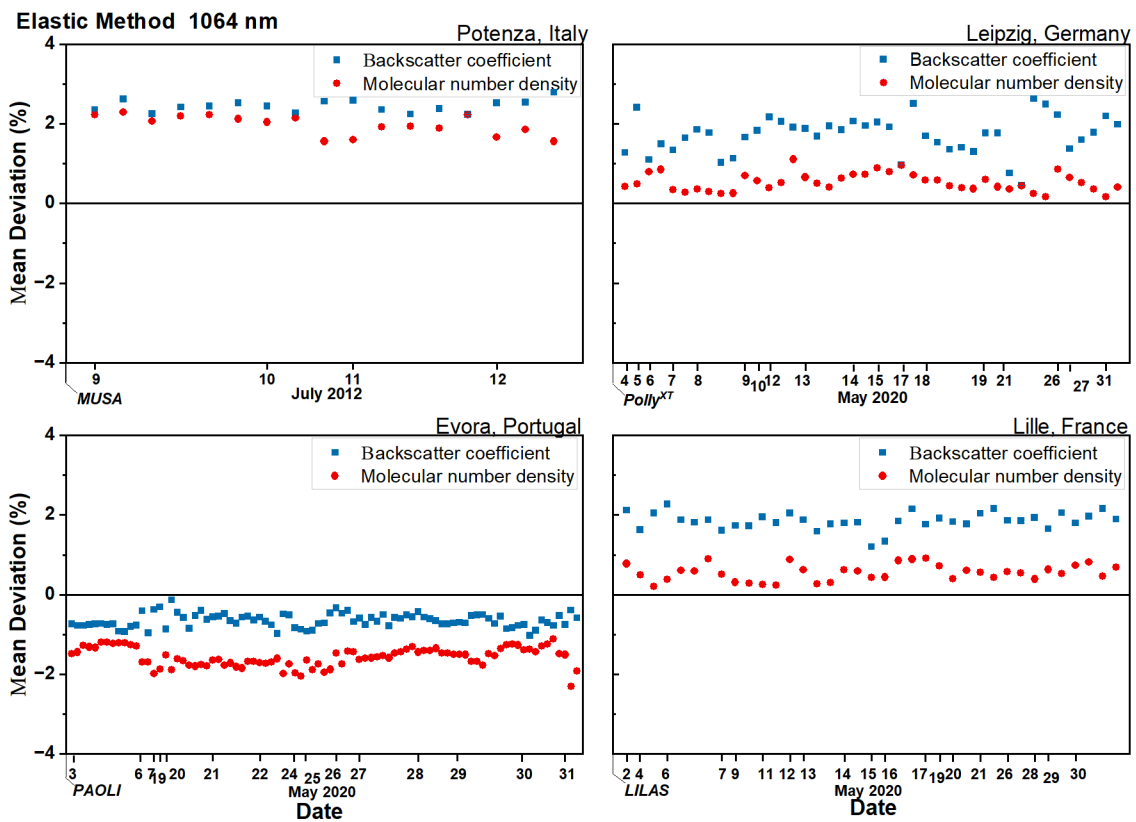 Elastic Method 1064 nm
Potenza, Italy
4
2
0
−2
−4
Mean Deviation (%)
Backscatter coefficient
Molecular number density
9 10 11 12
MUSA
July 2012
Leipzig, Germany
Backscatter coefficient
Molecular number density
4 5 6 7 8 9 10 12 13 14 15 17 18 19 21 26 27 31
Polly^XT
May 2020
Evora, Portugal
4
2
0
−2
−4
Mean Deviation (%)
Backscatter coefficient
Molecular number density
3 6 7 19 20 21 22 24 25 26 27 28 29 30 31
PAOLI
May 2020
Date
Lille, France
Backscatter coefficient
Molecular number density
2 4 6 7 9 11 12 13 14 15 16 17 19 20 21 26 28 29 30
LILAS
May 2020
Date